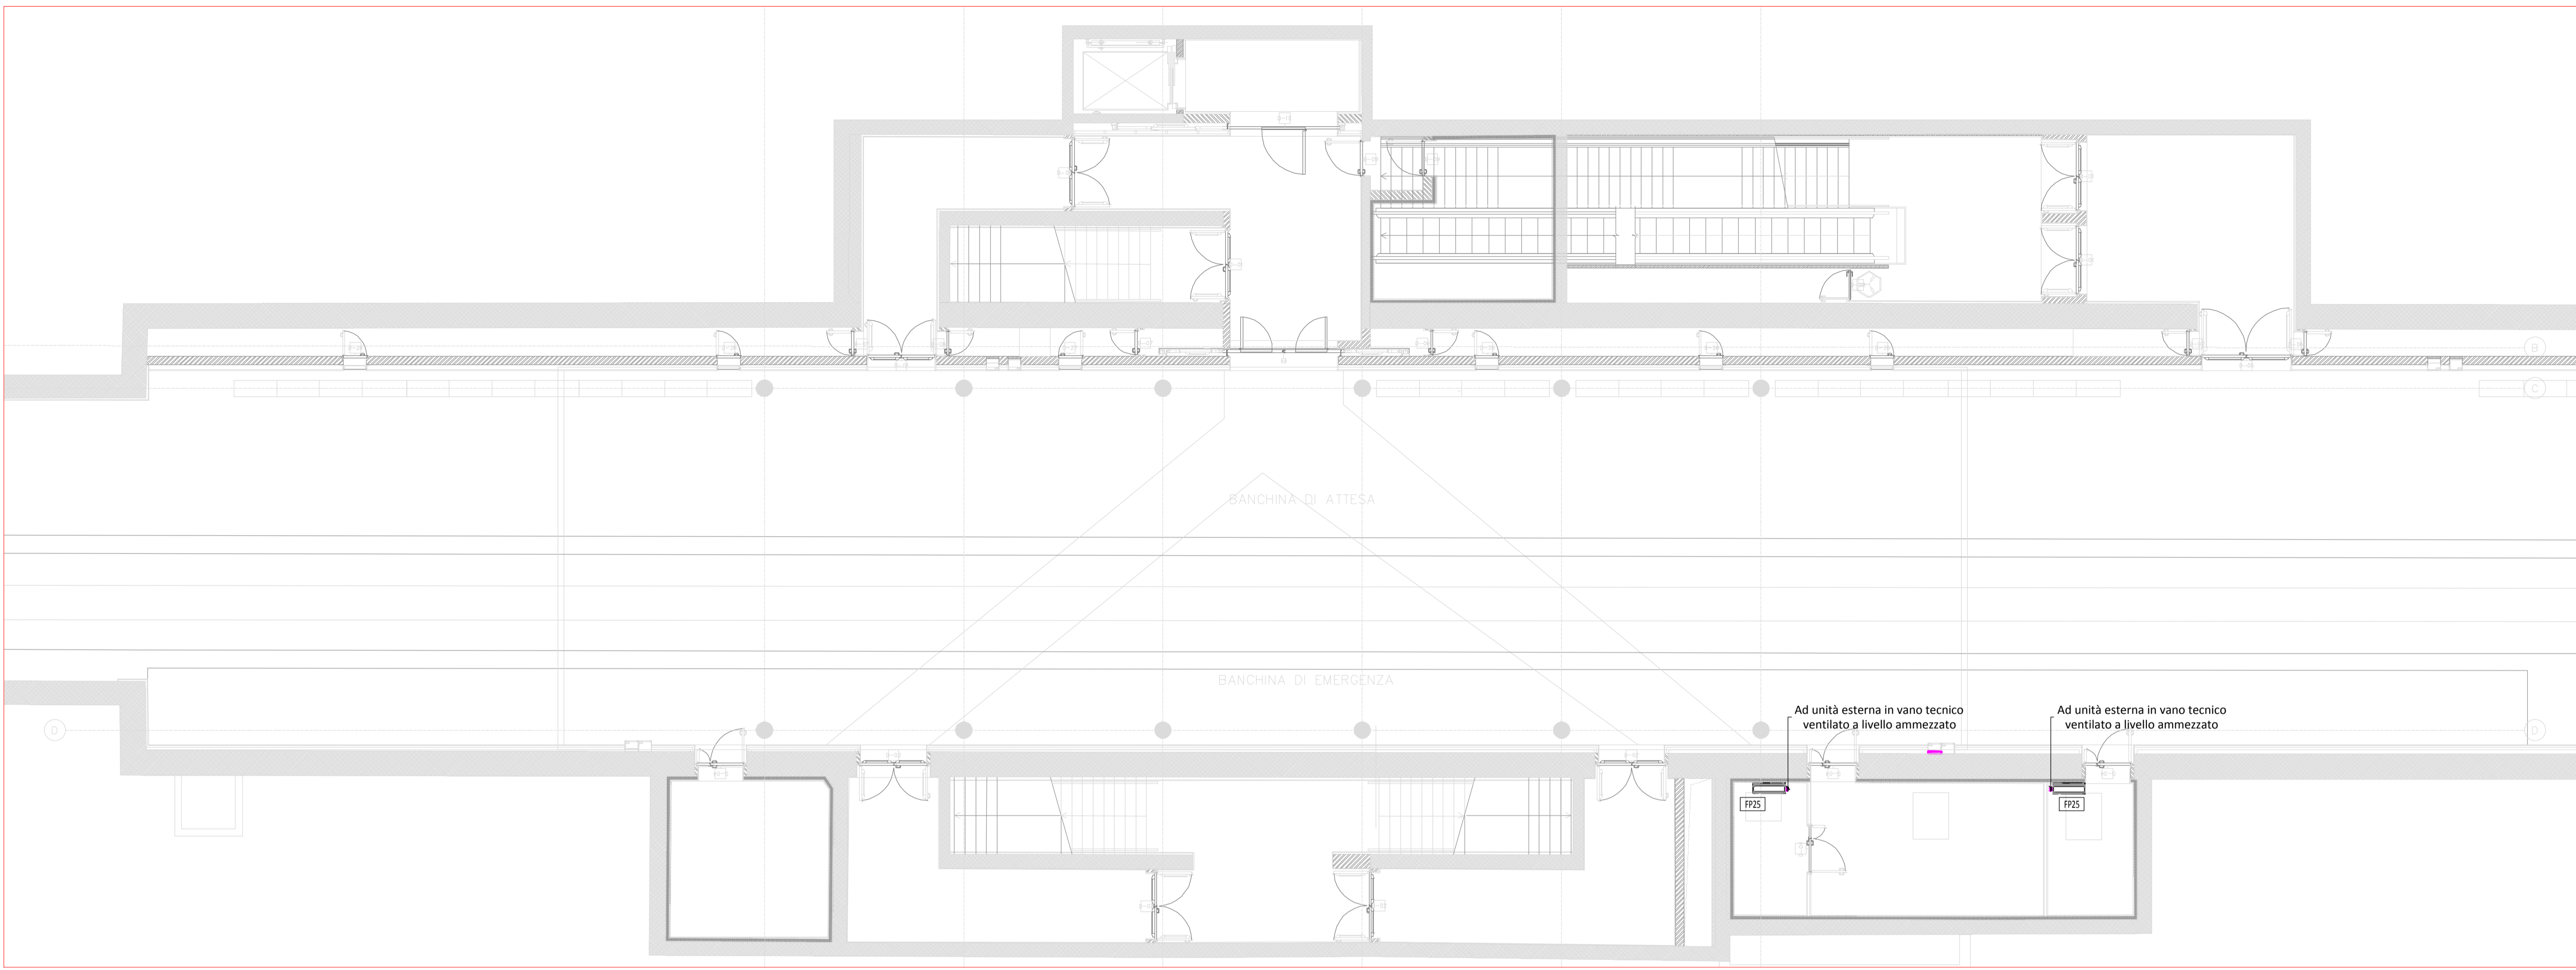 B
C
BANCHINA DI ATTESA
BANCHINA DI EMERGENZA
Ad unità esterna in vano tecnico
ventilato a livello ammezzato
Ad unità esterna in vano tecnico
ventilato a livello ammezzato
D
D
FP25
FP25